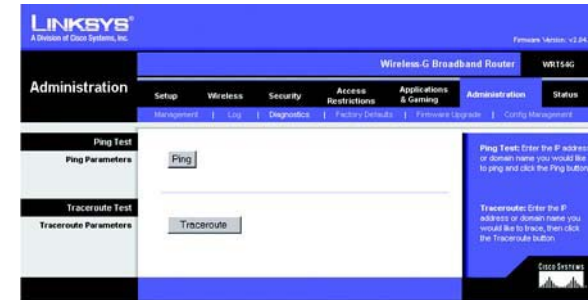 LINKSYS®
A Division of Cisco Systems, Inc.
Firmware Version: v2.04.
Wireless-G Broadband Router WRT54G
Administration
Setup Wireless Security Access Restrictions Applications & Gaming Administration Status
Management | Log | Diagnostics | Factory Defaults | Firmware Upgrade | Config Management
Ping Test
Ping Parameters
Ping
Ping Test: Enter the IP address
or domain name you would like
to ping and click the Ping button
Traceroute Test
Traceroute Parameters
Traceroute
Traceroute: Enter the IP
address or domain name you
would like to trace, then click
the Traceroute button
CISCO SYSTEMS